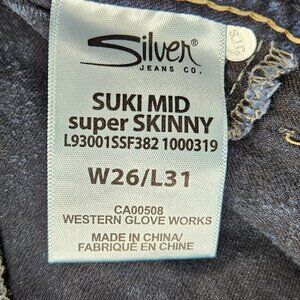 Silver®
JEANS CO.
SUKI MID
super SKINNY
L93001SSF382 1000319
W26/L31
CA00508
WESTERN GLOVE WORKS
MADE IN CHINA/
FABRIQUÉ EN CHINE